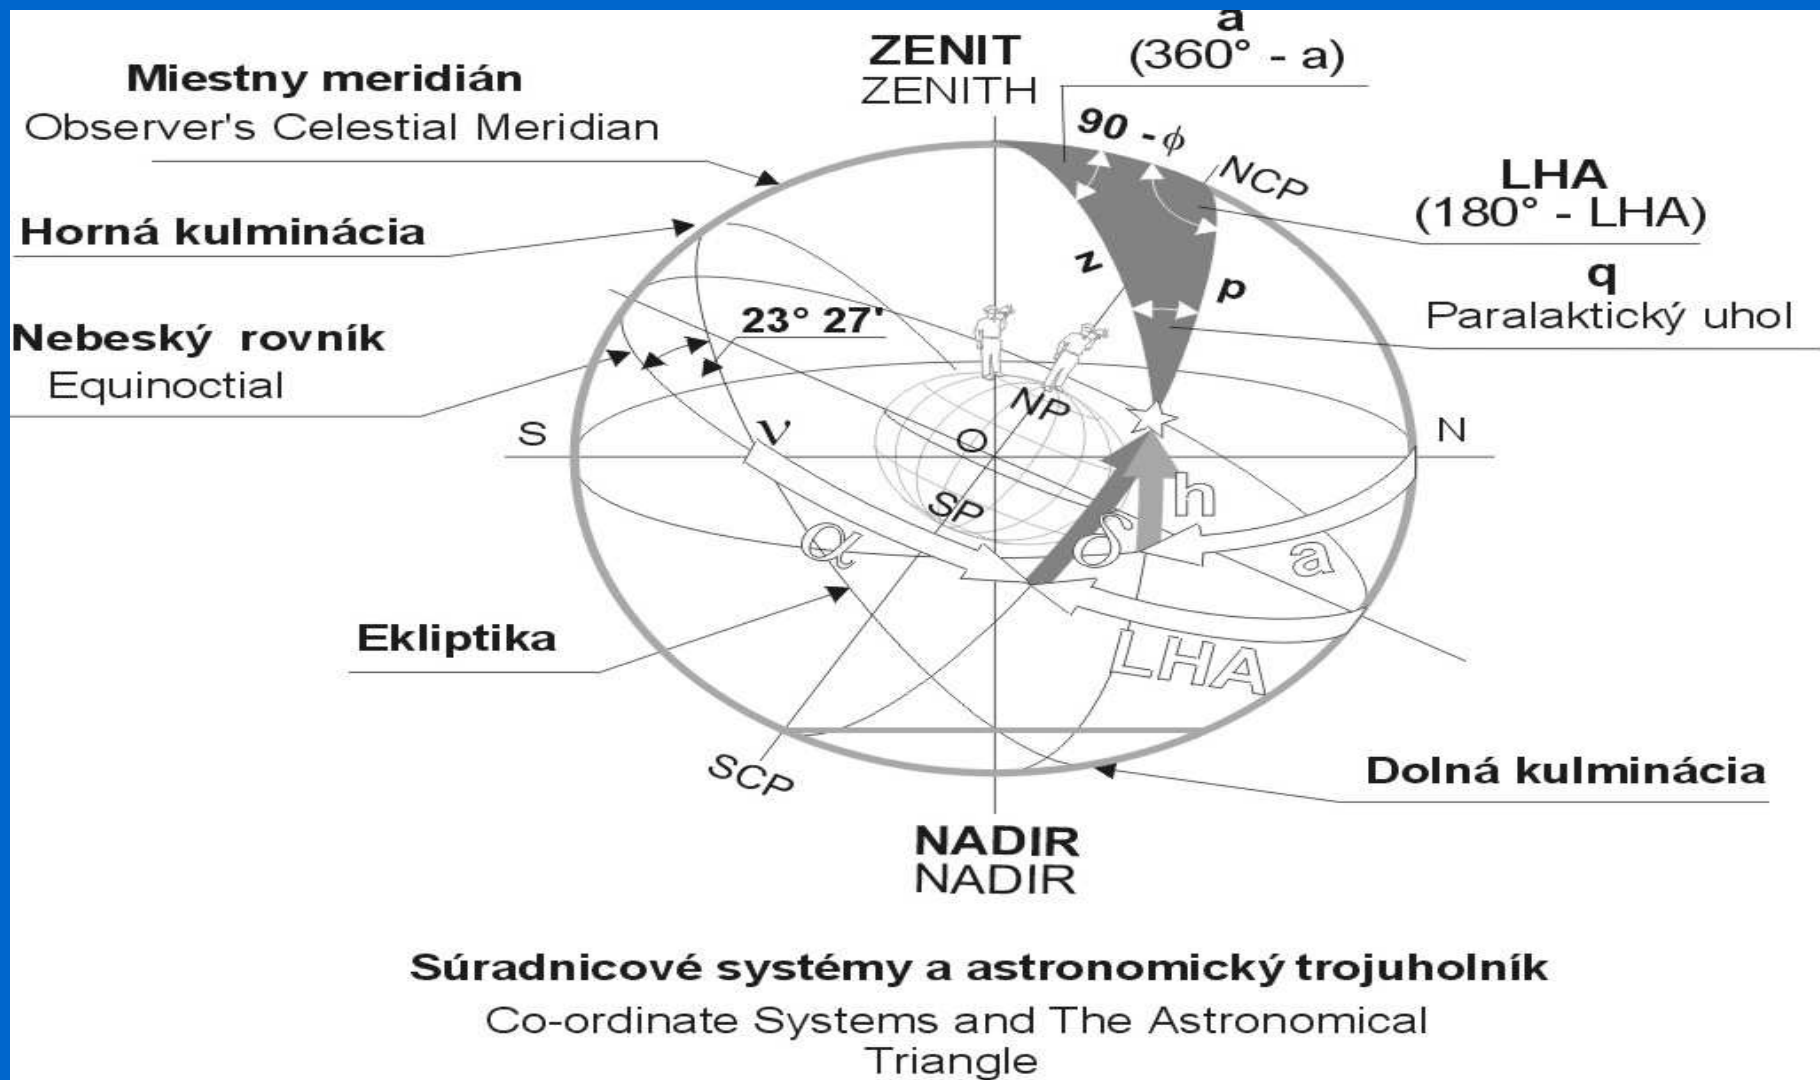 a
(360° - a)
ZENIT
ZENITH
Miestny meridián
Observer's Celestial Meridian
90 - ϕ
NCP
LHA
(180° - LHA)
Horná kulminácia
z
p
q
Paralaktický uhol
23° 27'
Nebeský rovník
Equinoctial
NP
S
ν
O
N
SP
h
α
δ
a
Ekliptika
LHA
SCP
Dolná kulminácia
NADIR
NADIR
Súradnicové systémy a astronomický trojuholník
Co-ordinate Systems and The Astronomical
Triangle